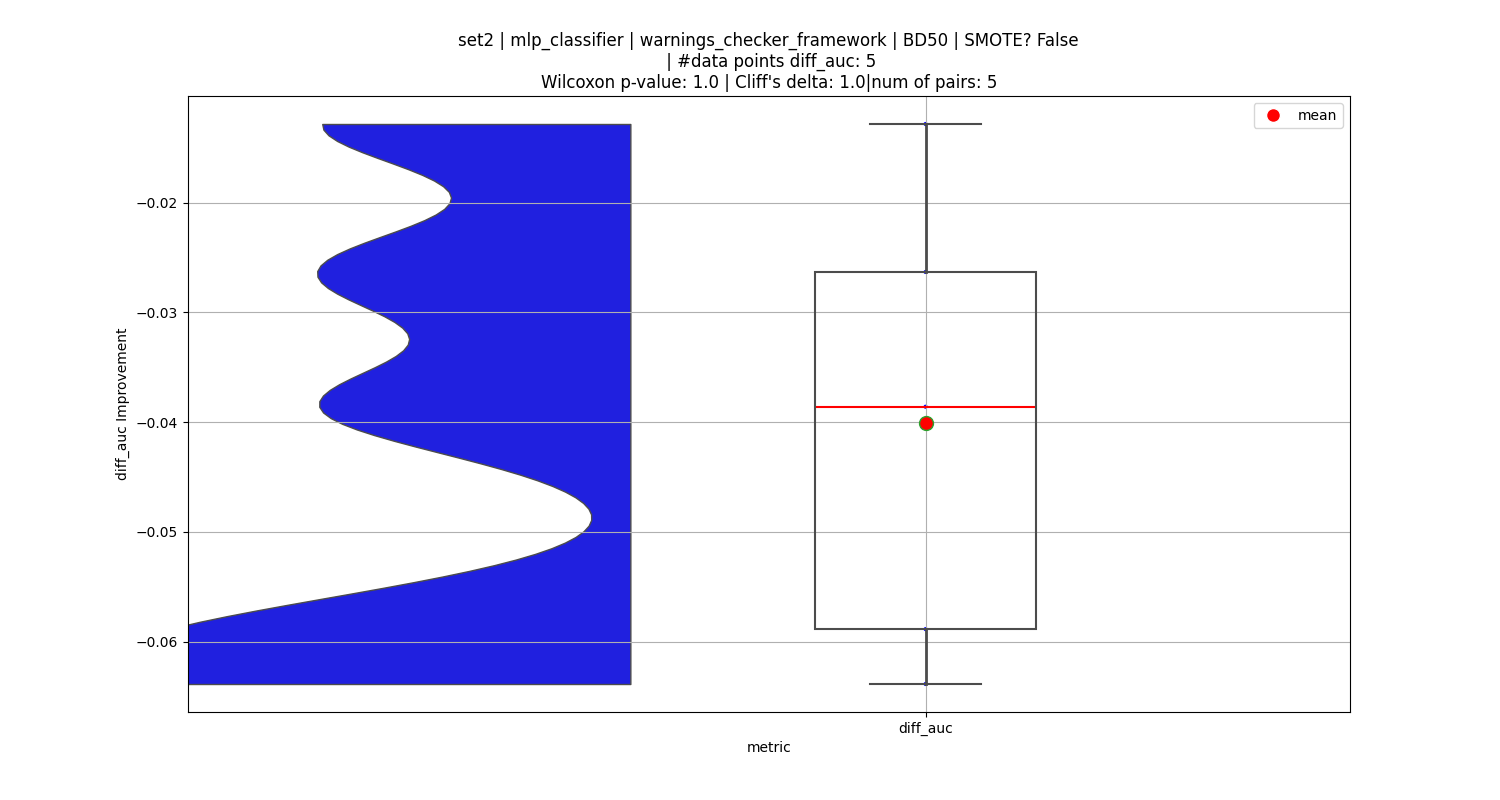 set2 | mlp_classifier | warnings_checker_framework | BD50 | SMOTE? False
| #data points diff_auc: 5
Wilcoxon p-value: 1.0 | Cliff's delta: 1.0|num of pairs: 5
mean
−0.02
−0.03
−0.04
−0.05
−0.06
diff_auc Improvement
diff_auc
metric